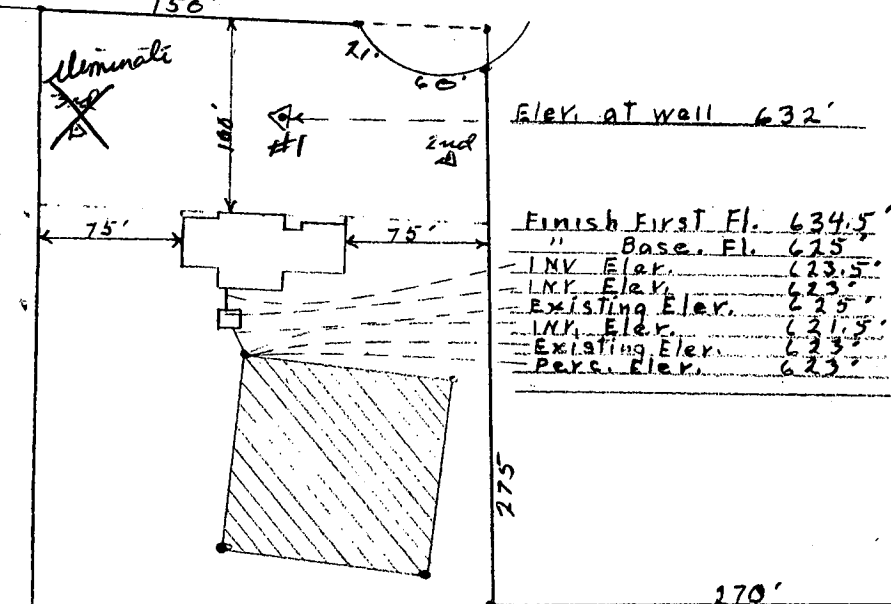 150'
eliminate
3rd
21.
60'
100'
#1
2nd
Elev. at well 632'
75'
75'
Finish First Fl. 634.5'
" Base. Fl. 625'
INV Elev. 623.5'
INV. Elev. 623'
Existing Elev. 625'
INV. Elev. 621.5'
Existing Elev. 623'
Perc. Elev. 623'
275
270'